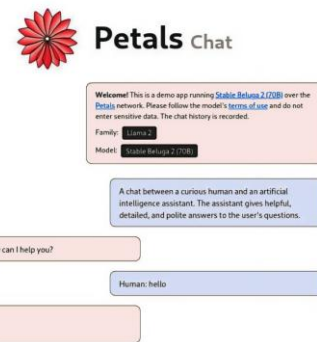 Petals Chat
Welcome! This is a demo app running Stable Beluga 2 (70B) over the
Petals network. Please follow the model's terms of use and do not
enter sensitive data. The chat history is recorded.
Family: Llama 2
Model: Stable Beluga 2 (70B)
A chat between a curious human and an artificial
intelligence assistant. The assistant gives helpful,
detailed, and polite answers to the user's questions.
can I help you?
Human: hello